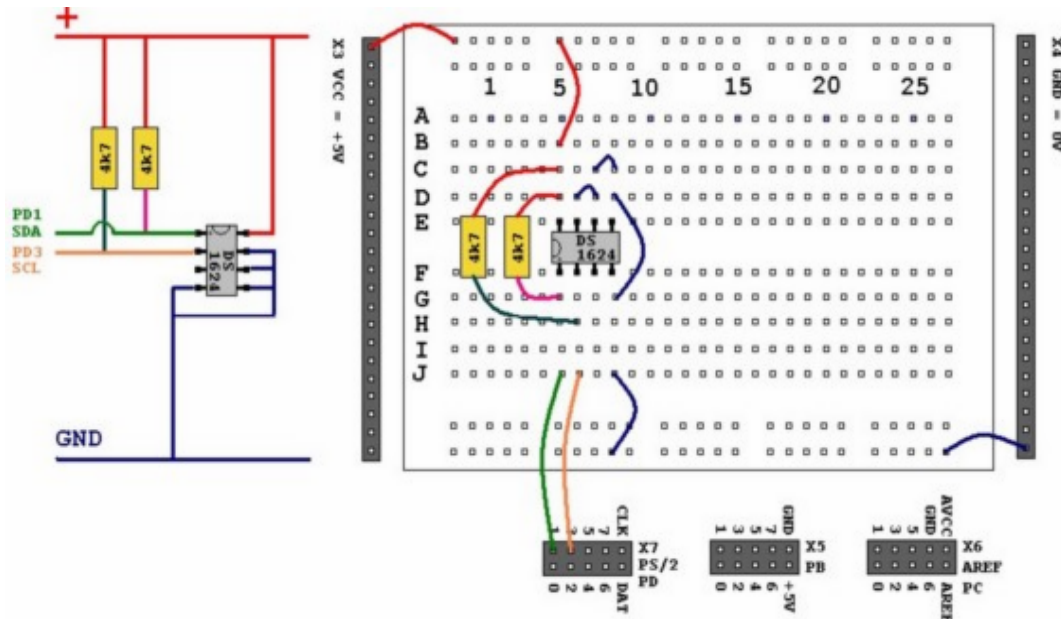 +
4k7
4k7
PD1
SDA
PD3
SCL
DS
1624
GND
X3 VCC = +5V
1 5 10 15 20 25
A
B
C
D
E
F
G
H
I
J
4k7
4k7
DS
1624
X4 GND = 0V
1 3 5 7 CLK
X7
PS/2
PD
0 2 4 6 DAT
1 3 5 7 GND
X5
PB
0 2 4 6 +5V
1 3 5 GND AVCC
X6
AREF
PC
0 2 4 6 AREF